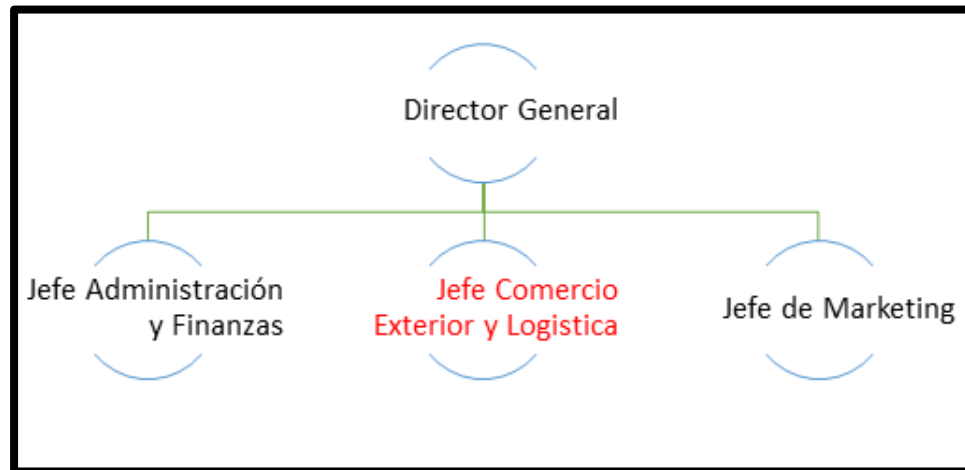 Director General
Jefe Administración
y Finanzas
Jefe Comercio
Exterior y Logistica
Jefe de Marketing